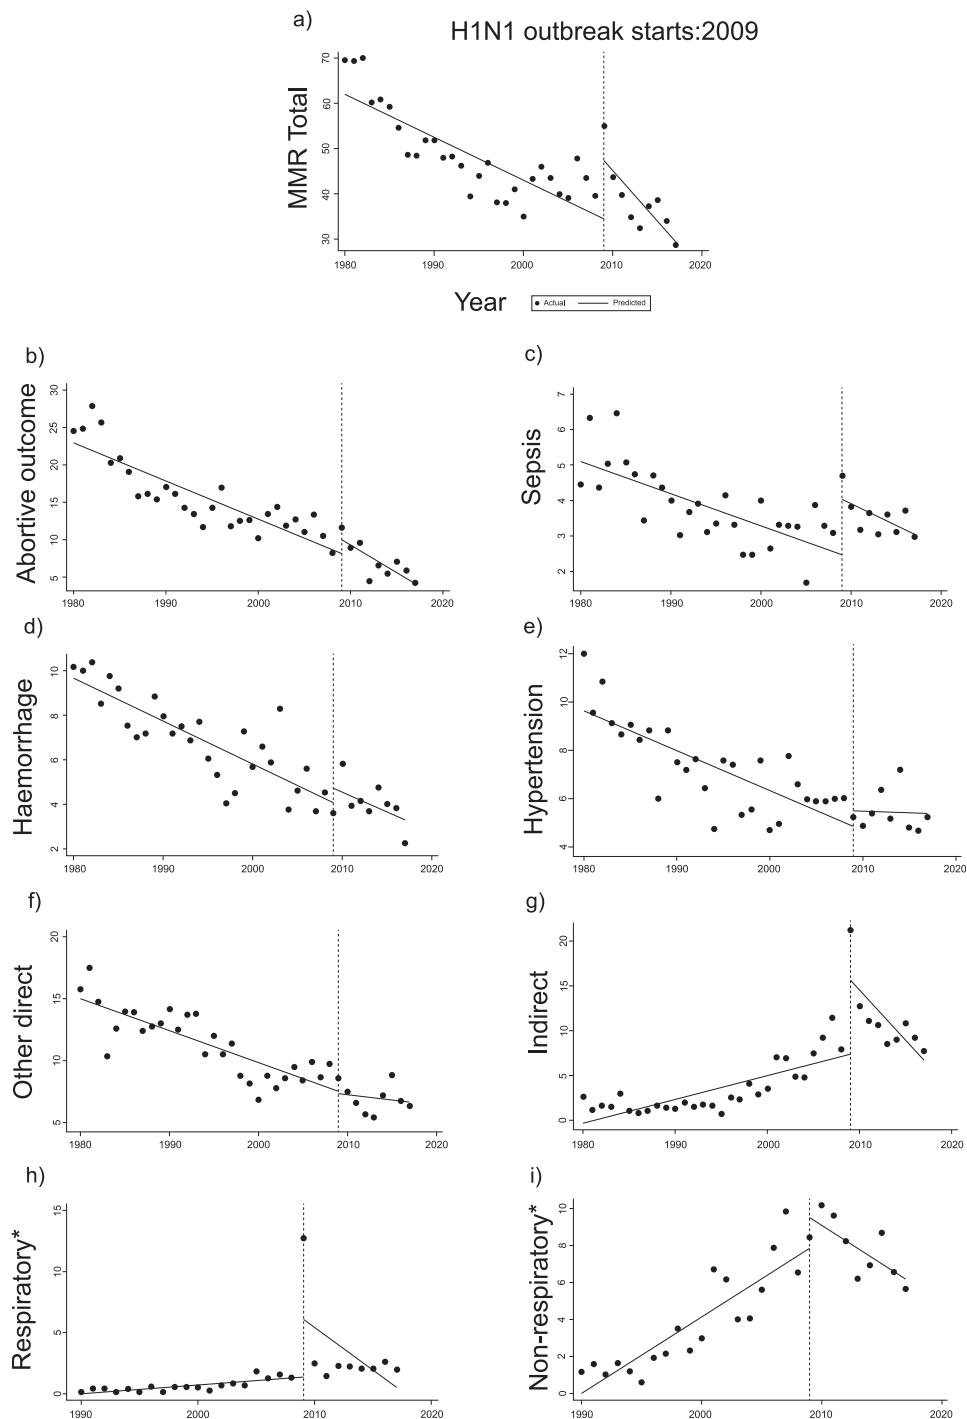 a)
H1N1 outbreak starts:2009
MMR Total
70
60
50
40
30
1980 1990 2000 2010 2020
Year
Actual Predicted
b)
Abortive outcome
30
25
20
15
10
5
1980 1990 2000 2010 2020
c)
Sepsis
7
6
5
4
3
2
1980 1990 2000 2010 2020
d)
Haemorrhage
10
8
6
4
2
1980 1990 2000 2010 2020
e)
Hypertension
12
10
8
6
4
1980 1990 2000 2010 2020
f)
Other direct
20
15
10
5
1980 1990 2000 2010 2020
g)
Indirect
20
15
10
5
0
1980 1990 2000 2010 2020
h)
Respiratory*
15
10
5
0
1990 2000 2010 2020
i)
Non-respiratory*
10
8
6
4
2
0
1990 2000 2010 2020